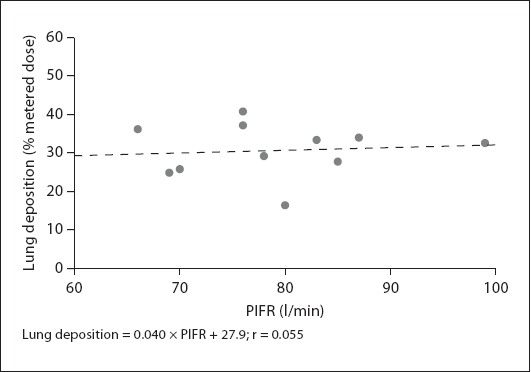 Lung deposition (% metered dose)
60
50
40
30
20
10
0
60 70 80 90 100
PIFR (l/min)
Lung deposition = 0.040 × PIFR + 27.9; r = 0.055